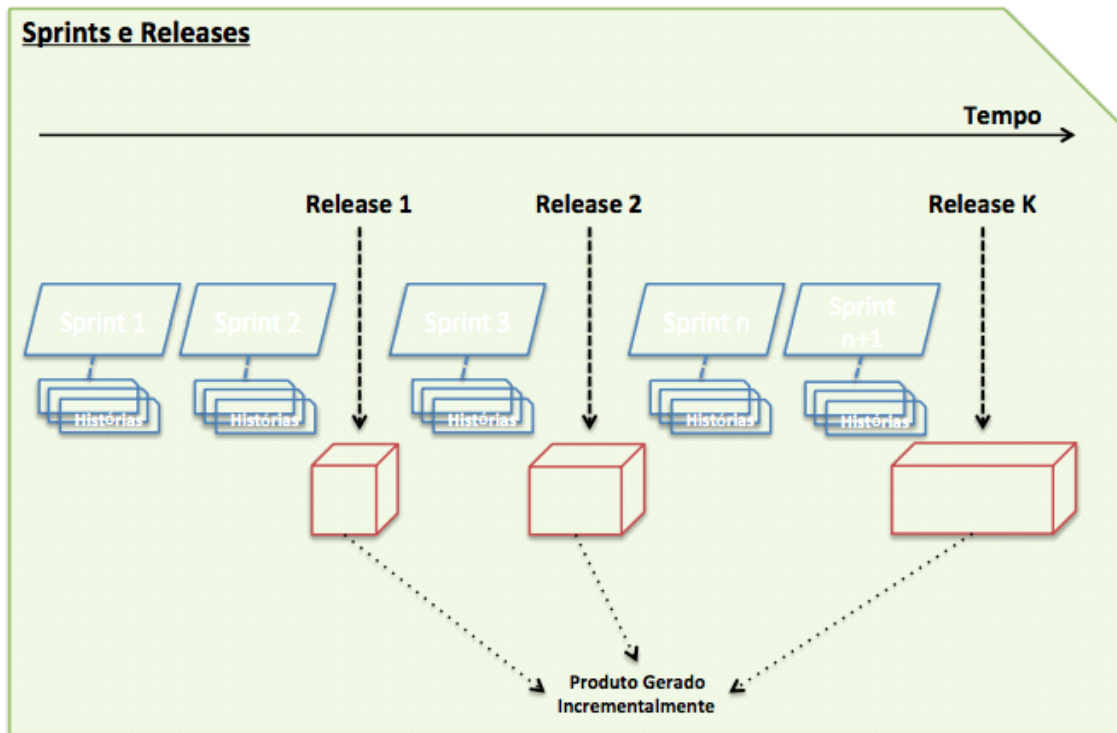 Sprints e Releases
Tempo
Release 1
Release 2
Release K
Sprint 1
Sprint 2
Sprint 3
Sprint n
Sprint
n+1
Histórias
Histórias
Histórias
Histórias
Histórias
Produto Gerado
Incrementalmente